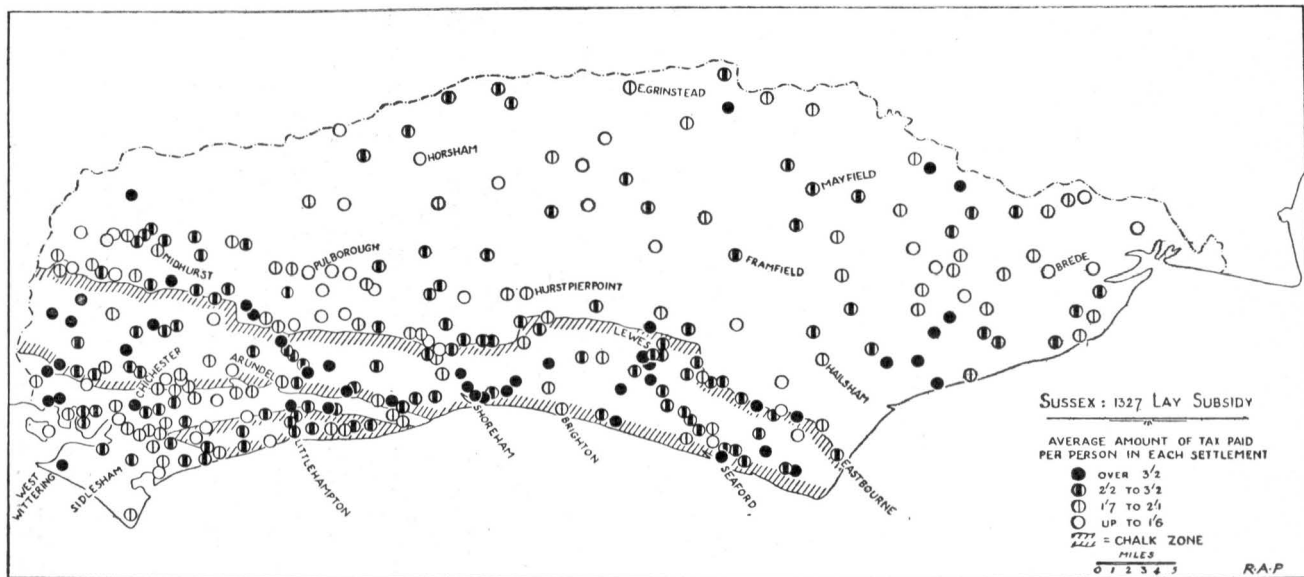 E.GRINSTEAD
HORSHAM
MAYFIELD
MIDHURST
PULBOROUGH
FRAMFIELD
BREDE
HURSTPIERPOINT
LEWES
CHICHESTER
ARUNDEL
HAILSHAM
SHOREHAM
BRIGHTON
SEAFORD
EASTBOURNE
WEST
WITTERING
SIDLESHAM
LITTLEHAMPTON
SUSSEX : 1327 LAY SUBSIDY
AVERAGE AMOUNT OF TAX PAID
PER PERSON IN EACH SETTLEMENT
OVER 3'2
2'2 TO 3'2
1'7 TO 2'1
UP TO 1'6
= CHALK ZONE
MILES
0 1 2 3 4 5
R·A·P